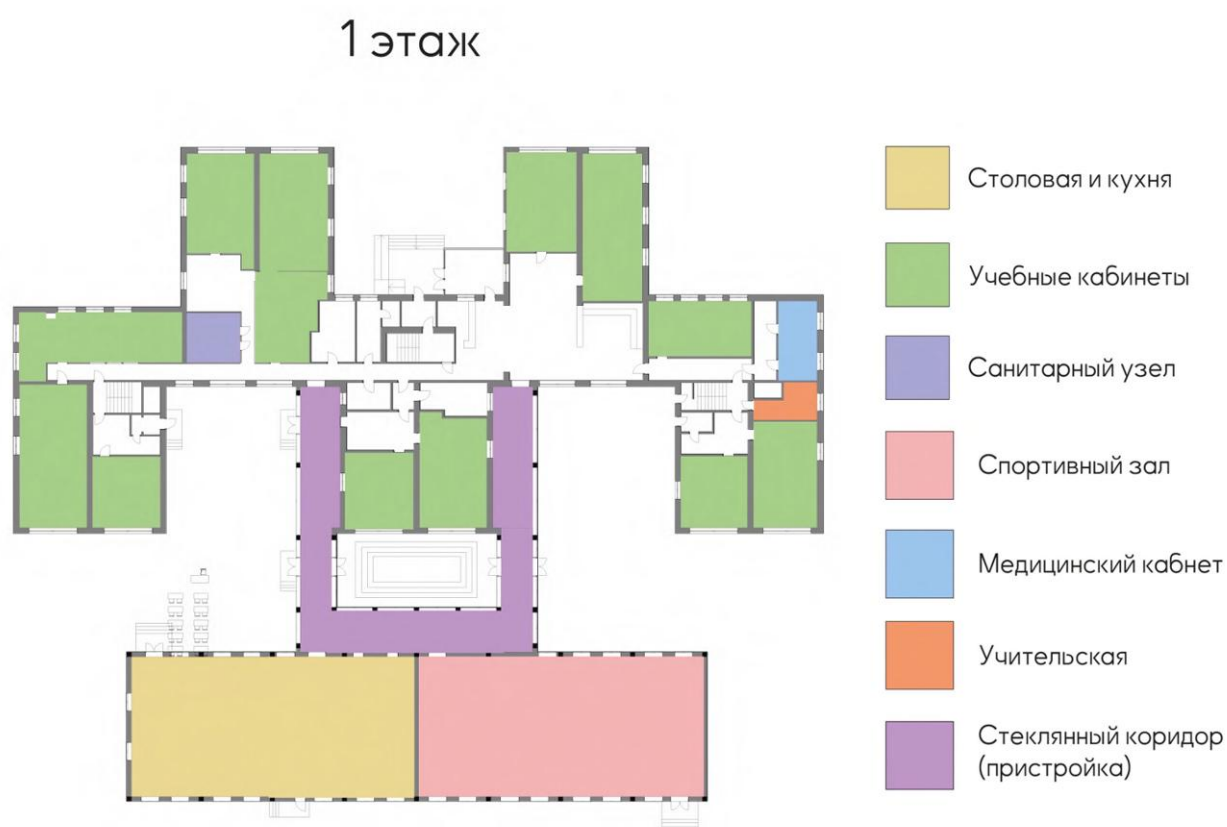 1 этаж
Столовая и кухня
Учебные кабинеты
Санитарный узел
Спортивный зал
Медицинский кабнет
Учительская
Стеклянный коридор
(пристройка)